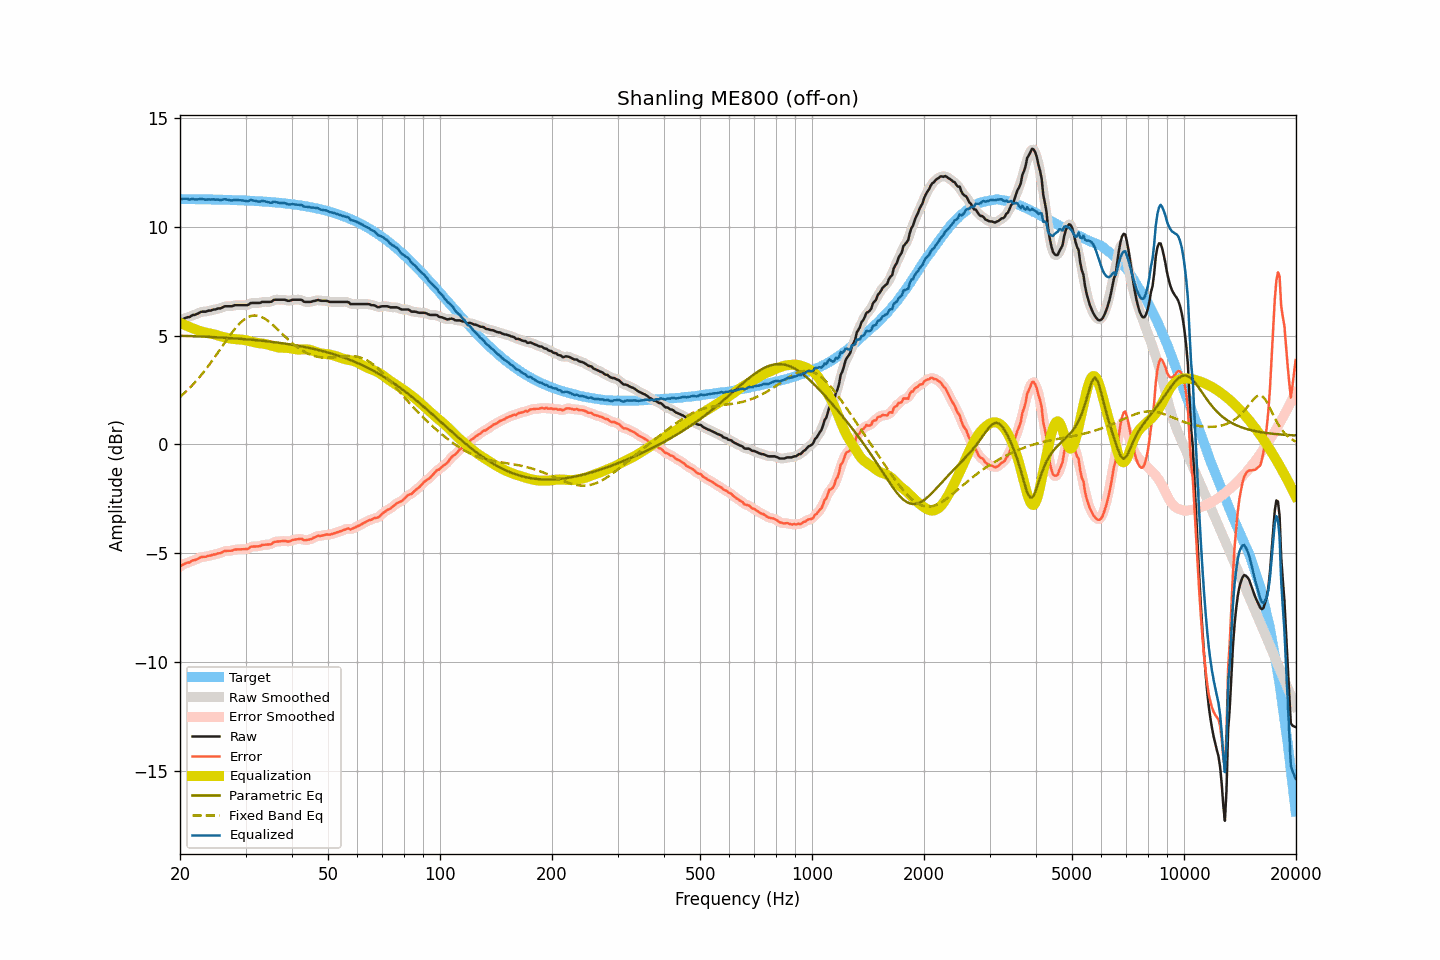 Shanling ME800 (off-on)
15
10
5
0
−5
−10
−15
Amplitude (dBr)
Target
Raw Smoothed
Error Smoothed
Raw
Error
Equalization
Parametric Eq
Fixed Band Eq
Equalized
20 50 100 200 500 1000 2000 5000 10000 20000
Frequency (Hz)